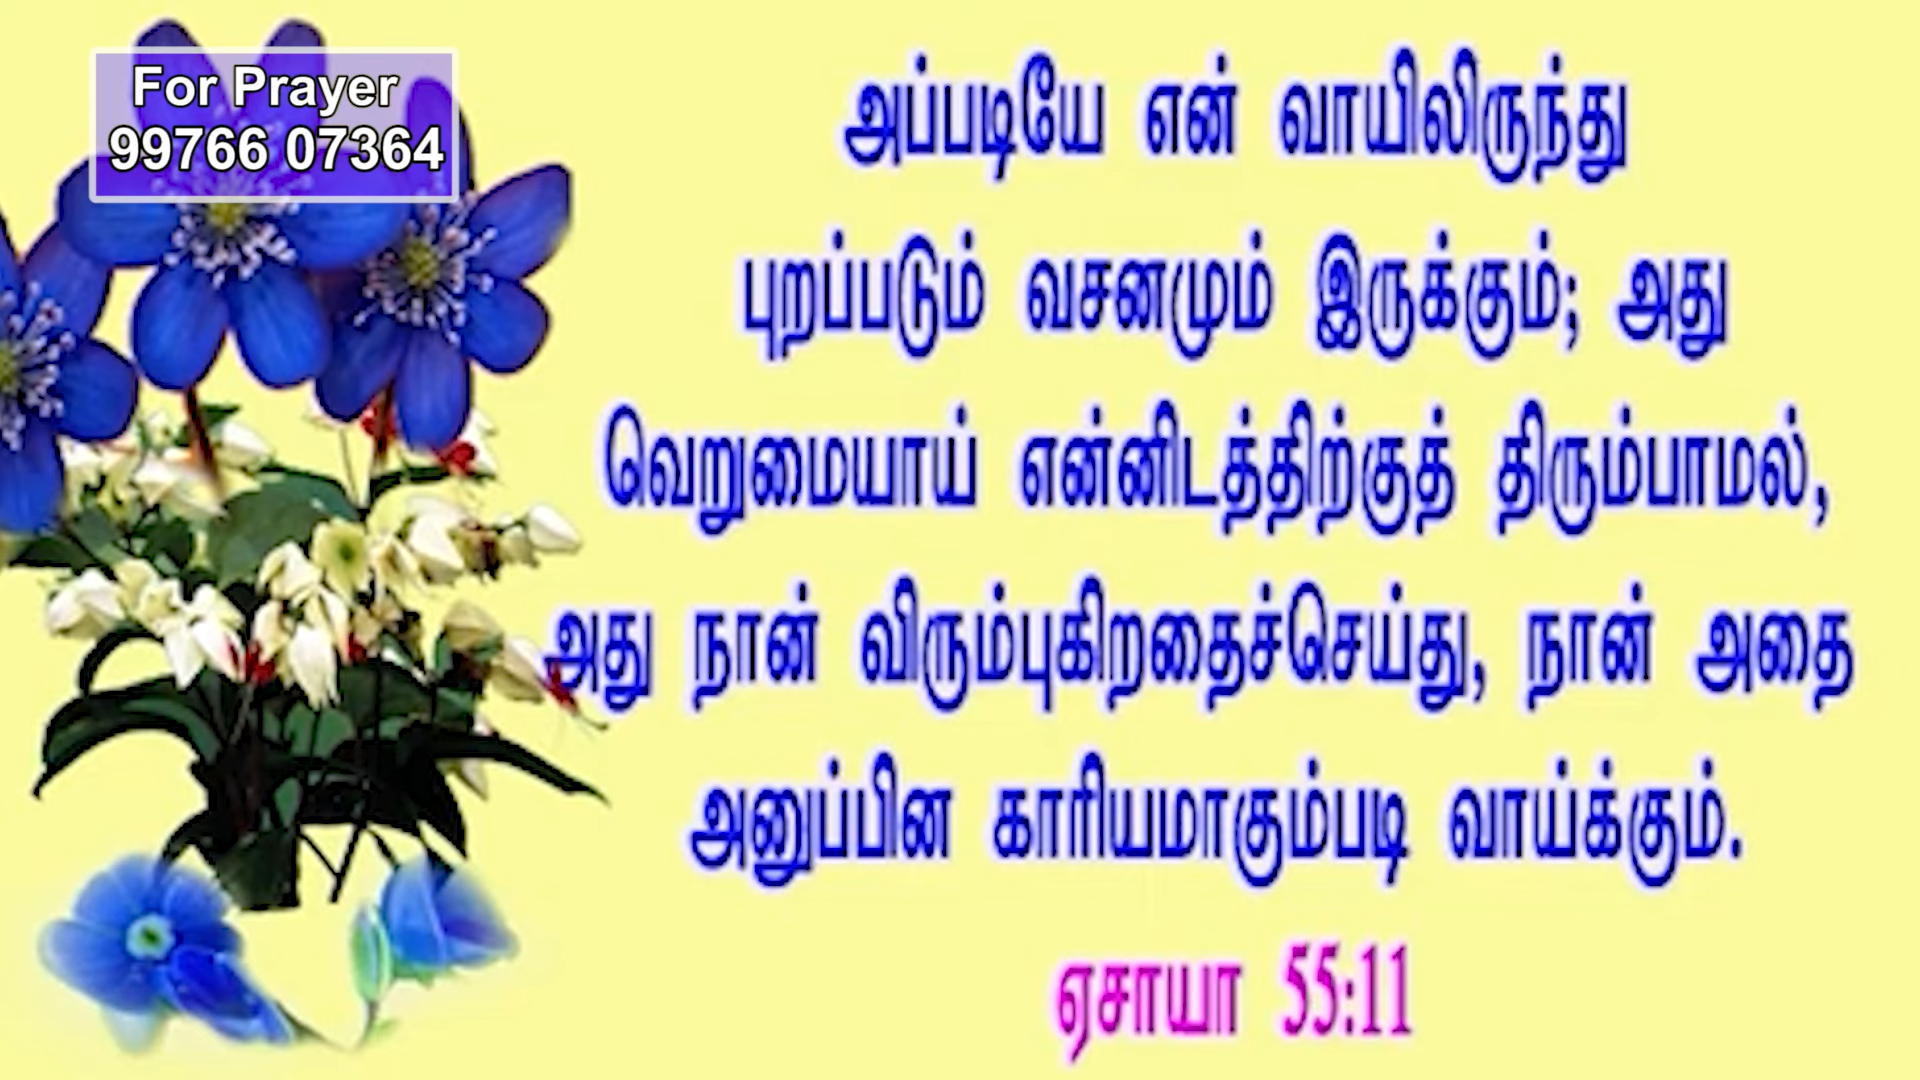 For Prayer
99766 07364
அப்படியே என் வாயிலிருந்து
புறப்படும் வசனமும் இருக்கும்; அது
வெறுமையாய் என்னிடத்திற்குத் திரும்பாமல்,
அது நான் விரும்புகிறதைச்செய்து, நான் அதை
அனுப்பின காரியமாகும்படி வாய்க்கும்.
ஏசாயா 55:11